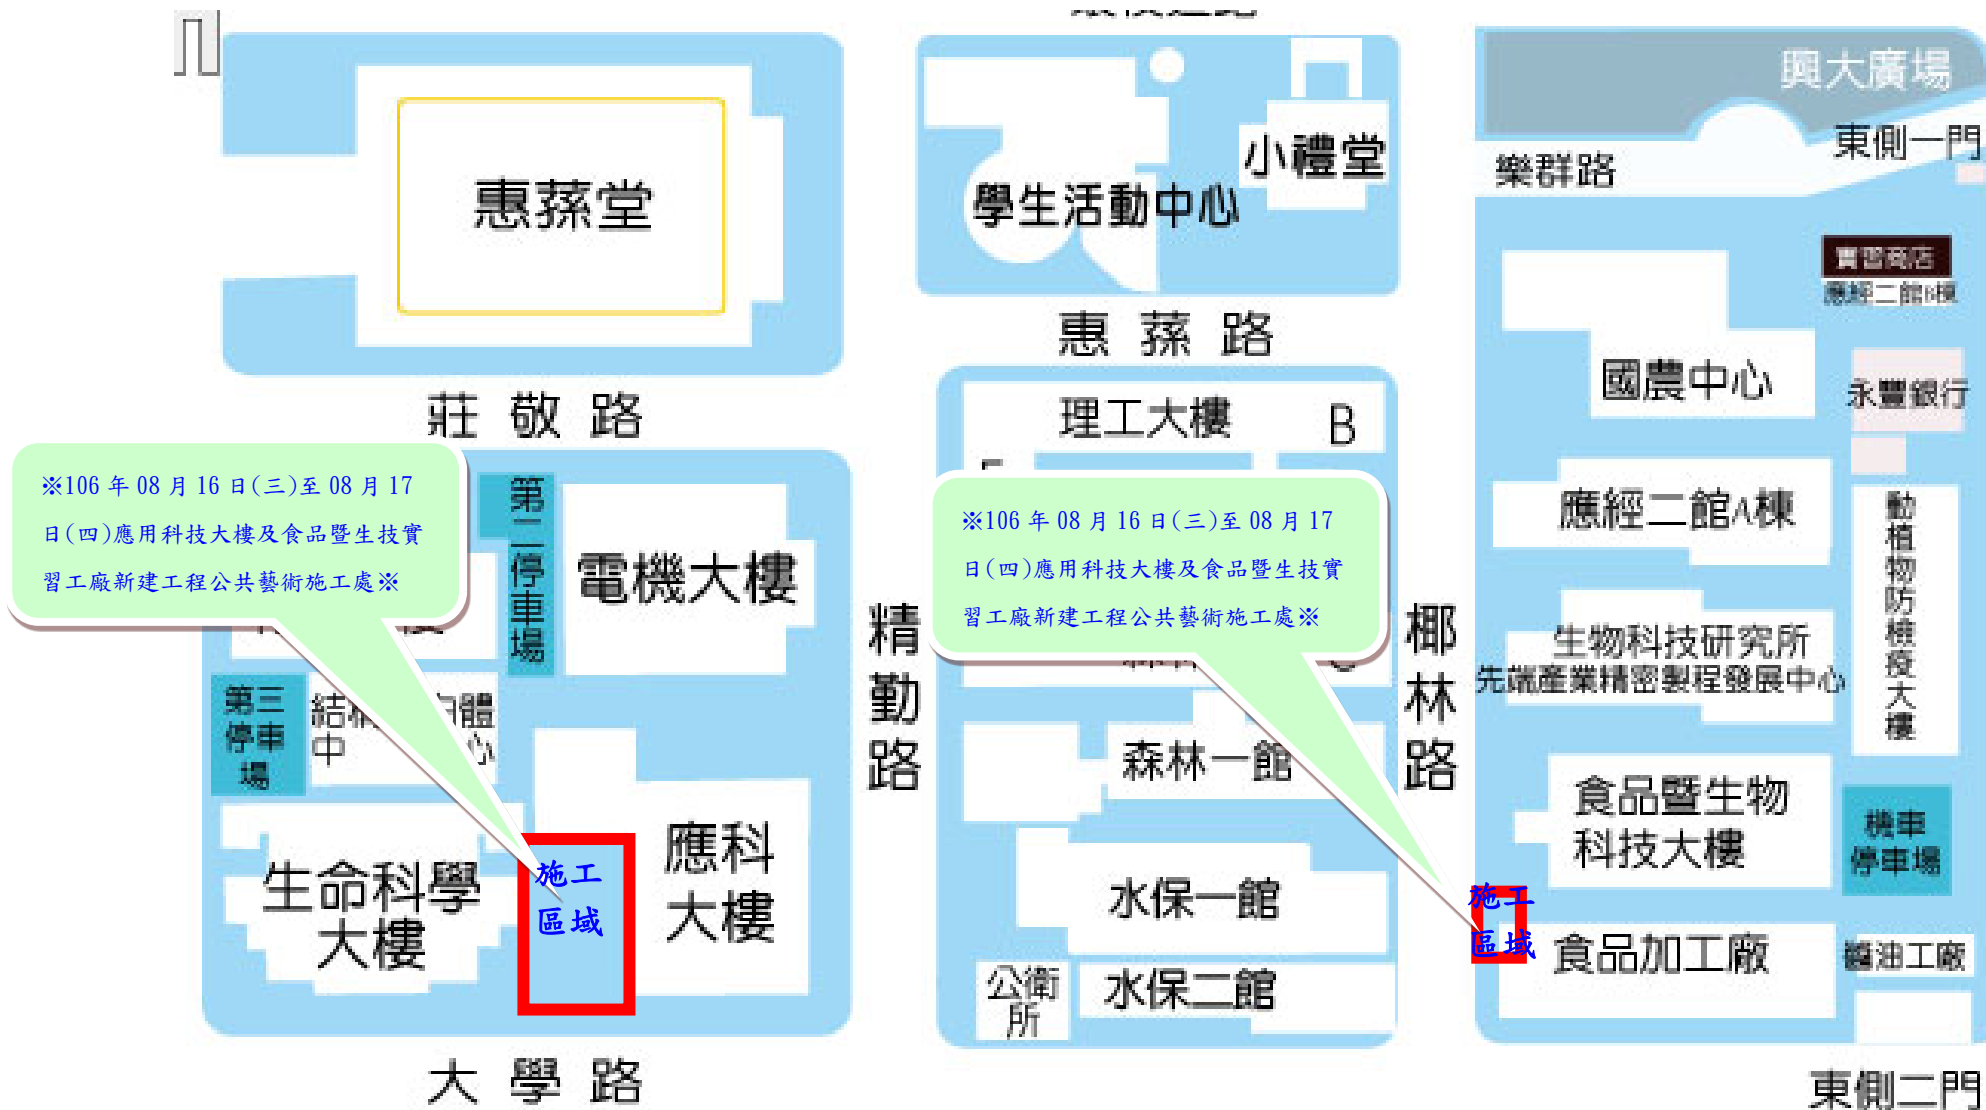 興大廣場
東側一門
樂群路
惠蓀堂
學生活動中心
小禮堂
實習商店
應經二館B棟
惠蓀路
國農中心
永豐銀行
莊敬路
理工大樓
B
※106年08月16日(三)至08月17
日(四)應用科技大樓及食品暨生技實
習工廠新建工程公共藝術施工處※
第二停車場
電機大樓
※106年08月16日(三)至08月17
日(四)應用科技大樓及食品暨生技實
習工廠新建工程公共藝術施工處※
應經二館A棟
動植物防檢疫大樓
精勤路
椰林路
生物科技研究所
先端產業精密製程發展中心
第三
停車
場
森林一館
食品暨生物
科技大樓
機車
停車場
應科
大樓
生命科學
大樓
施工
區域
水保一館
施工
區域
食品加工廠
醬油工廠
公衛
所
水保二館
大學路
東側二門